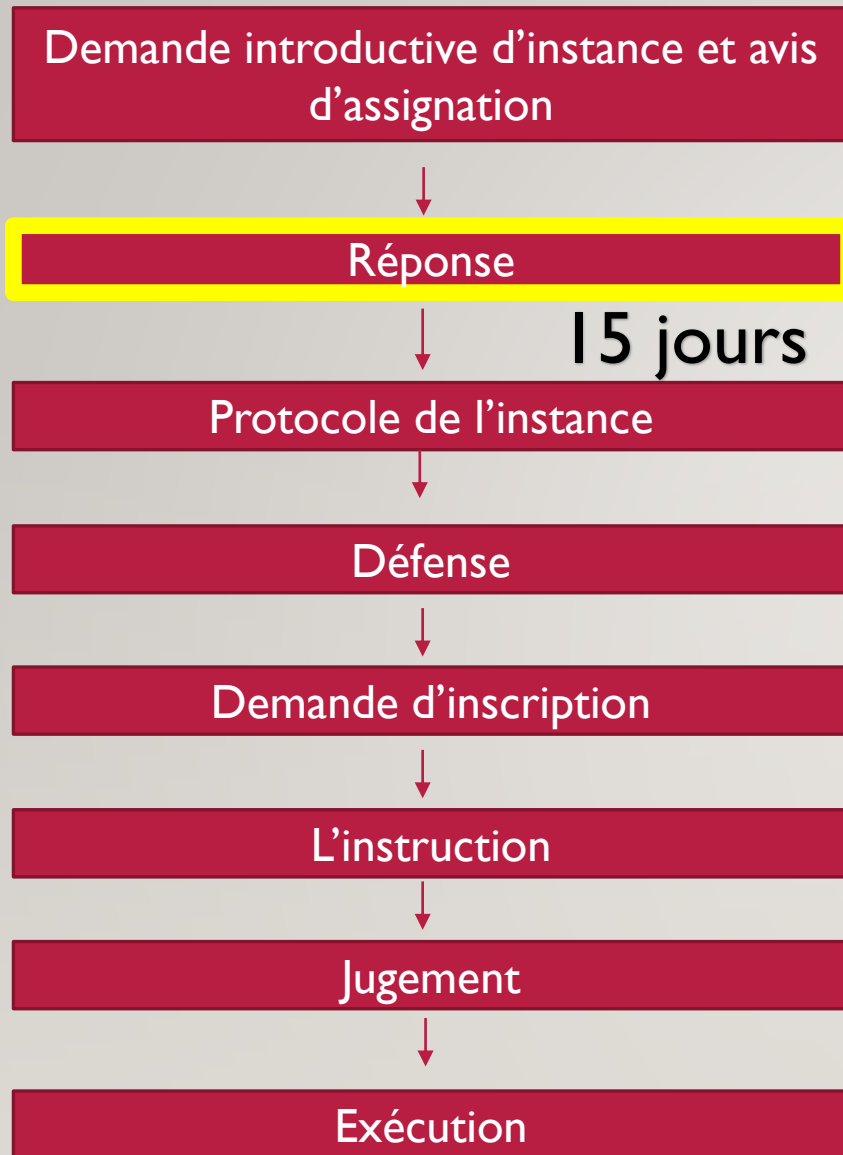 Demande introductive d’instance et avis
d’assignation
Réponse
15 jours
Protocole de l’instance
Défense
Demande d’inscription
L’instruction
Jugement
Exécution